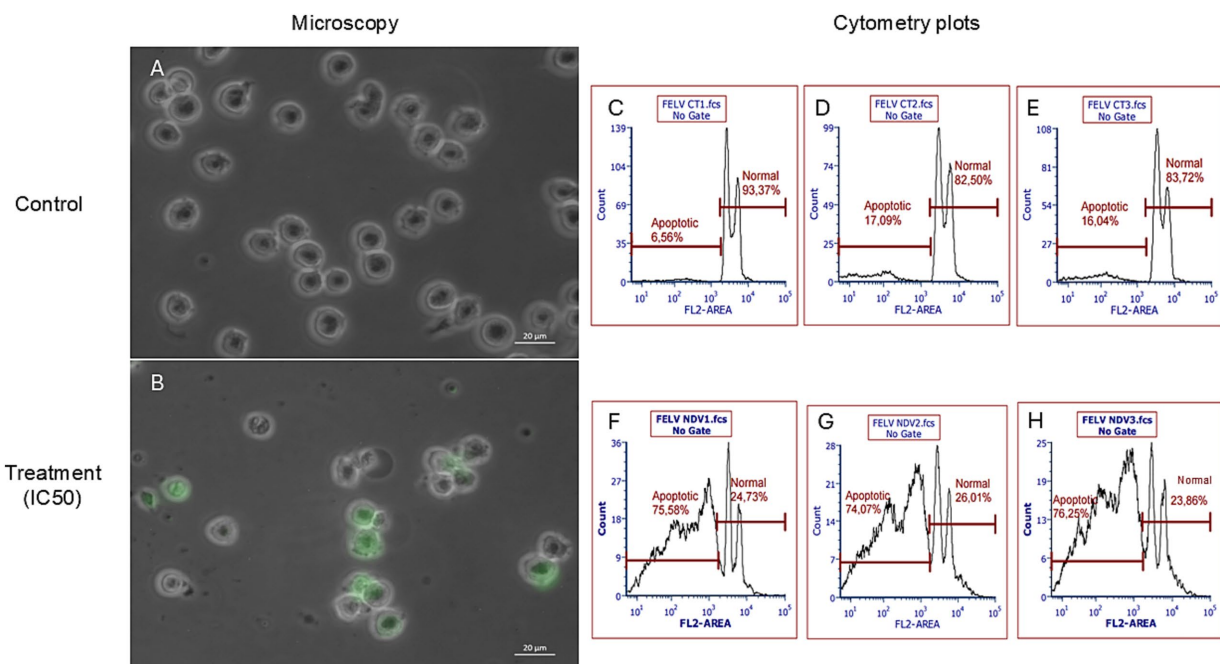 Microscopy
Cytometry plots
Control
A
20 µm
C
FELV CT1.fcs
No Gate
139
104
69
35
0
Count
Normal
93,37%
Apoptotic
6,56%
10¹ 10² 10³ 10⁴ 10⁵
FL2-AREA
D
FELV CT2.fcs
No Gate
99
74
49
25
0
Count
Normal
82,50%
Apoptotic
17,09%
10¹ 10² 10³ 10⁴ 10⁵
FL2-AREA
E
FELV CT3.fcs
No Gate
108
81
54
27
0
Count
Normal
83,72%
Apoptotic
16,04%
10¹ 10² 10³ 10⁴ 10⁵
FL2-AREA
Treatment
(IC50)
B
20 µm
F
FELV NDV1.fcs
No Gate
36
27
18
9
0
Count
Apoptotic
75,58%
Normal
24,73%
10¹ 10² 10³ 10⁴ 10⁵
FL2-AREA
G
FELV NDV2.fcs
No Gate
28
21
14
7
0
Count
Apoptotic
74,07%
Normal
26,01%
10¹ 10² 10³ 10⁴ 10⁵
FL2-AREA
H
FELV NDV3.fcs
No Gate
25
19
13
6
0
Count
Apoptotic
76,25%
Normal
23,86%
10¹ 10² 10³ 10⁴ 10⁵
FL2-AREA